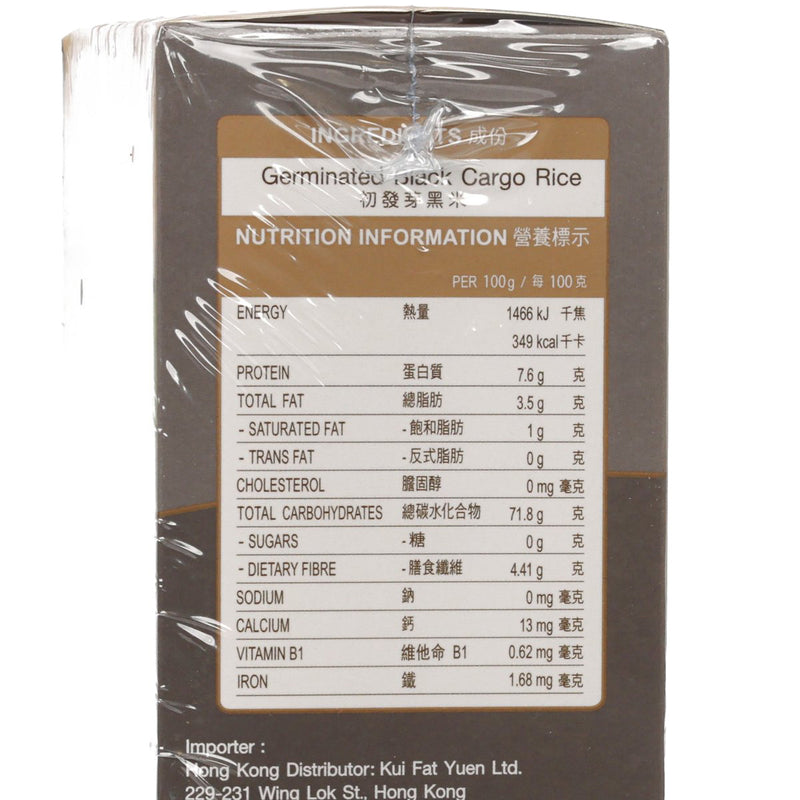 INGREDIENTS 成份
Germinated Black Cargo Rice
初發芽黑米
NUTRITION INFORMATION 營養標示
PER 100g / 每 100克
ENERGY 熱量 1466 kJ 千焦
349 kcal 千卡
PROTEIN 蛋白質 7.6 g 克
TOTAL FAT 總脂肪 3.5 g 克
- SATURATED FAT - 飽和脂肪 1 g 克
- TRANS FAT - 反式脂肪 0 g 克
CHOLESTEROL 膽固醇 0 mg 毫克
TOTAL CARBOHYDRATES 總碳水化合物 71.8 g 克
- SUGARS - 糖 0 g 克
- DIETARY FIBRE - 膳食纖維 4.41 g 克
SODIUM 鈉 0 mg 毫克
CALCIUM 鈣 13 mg 毫克
VITAMIN B1 維他命 B1 0.62 mg 毫克
IRON 鐵 1.68 mg 毫克
Importer :
Hong Kong Distributor: Kui Fat Yuen Ltd.
229-231 Wing Lok St., Hong Kong